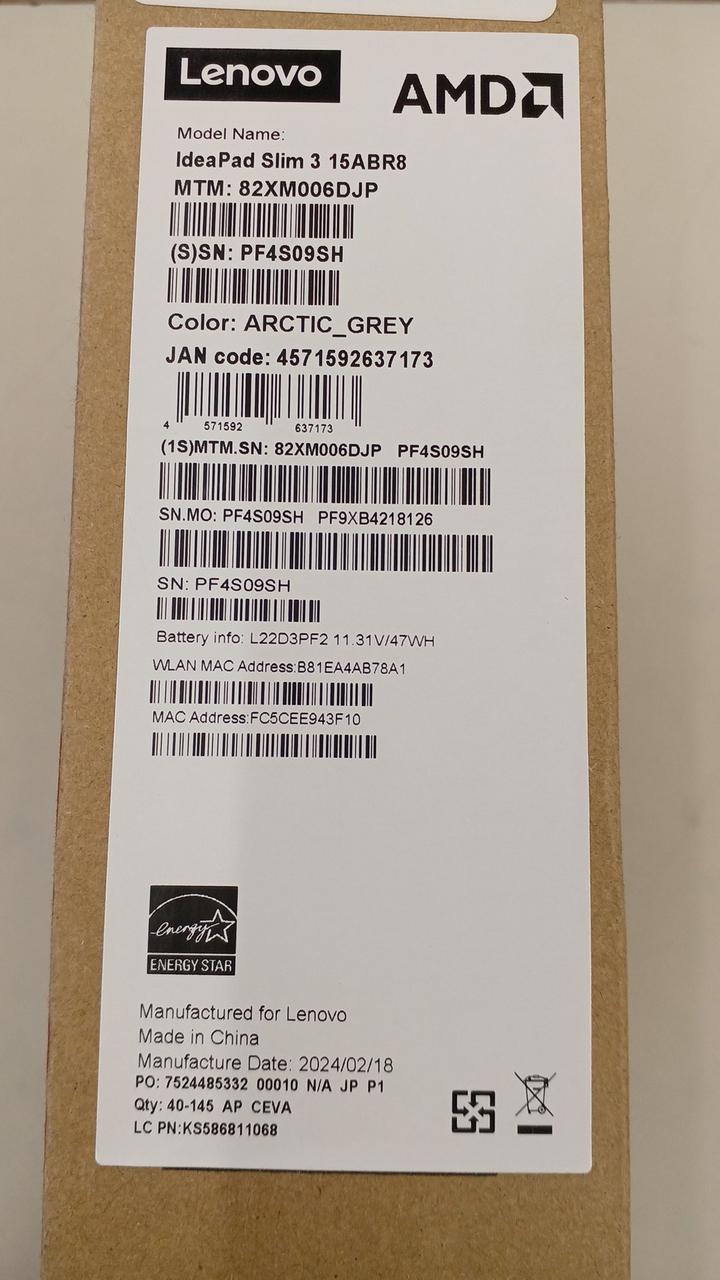 Lenovo
AMD
Model Name:
IdeaPad Slim 3 15ABR8
MTM: 82XM006DJP
(S)SN: PF4S09SH
Color: ARCTIC_GREY
JAN code: 4571592637173
4 571592 637173
(1S)MTM.SN: 82XM006DJP PF4S09SH
SN.MO: PF4S09SH PF9XB4218126
SN: PF4S09SH
Battery info: L22D3PF2 11.31V/47WH
WLAN MAC Address:B81EA4AB78A1
MAC Address:FC5CEE943F10
energy
ENERGY STAR
Manufactured for Lenovo
Made in China
Manufacture Date: 2024/02/18
PO: 7524485332 00010 N/A JP P1
Qty: 40-145 AP CEVA
LC PN:KS586811068